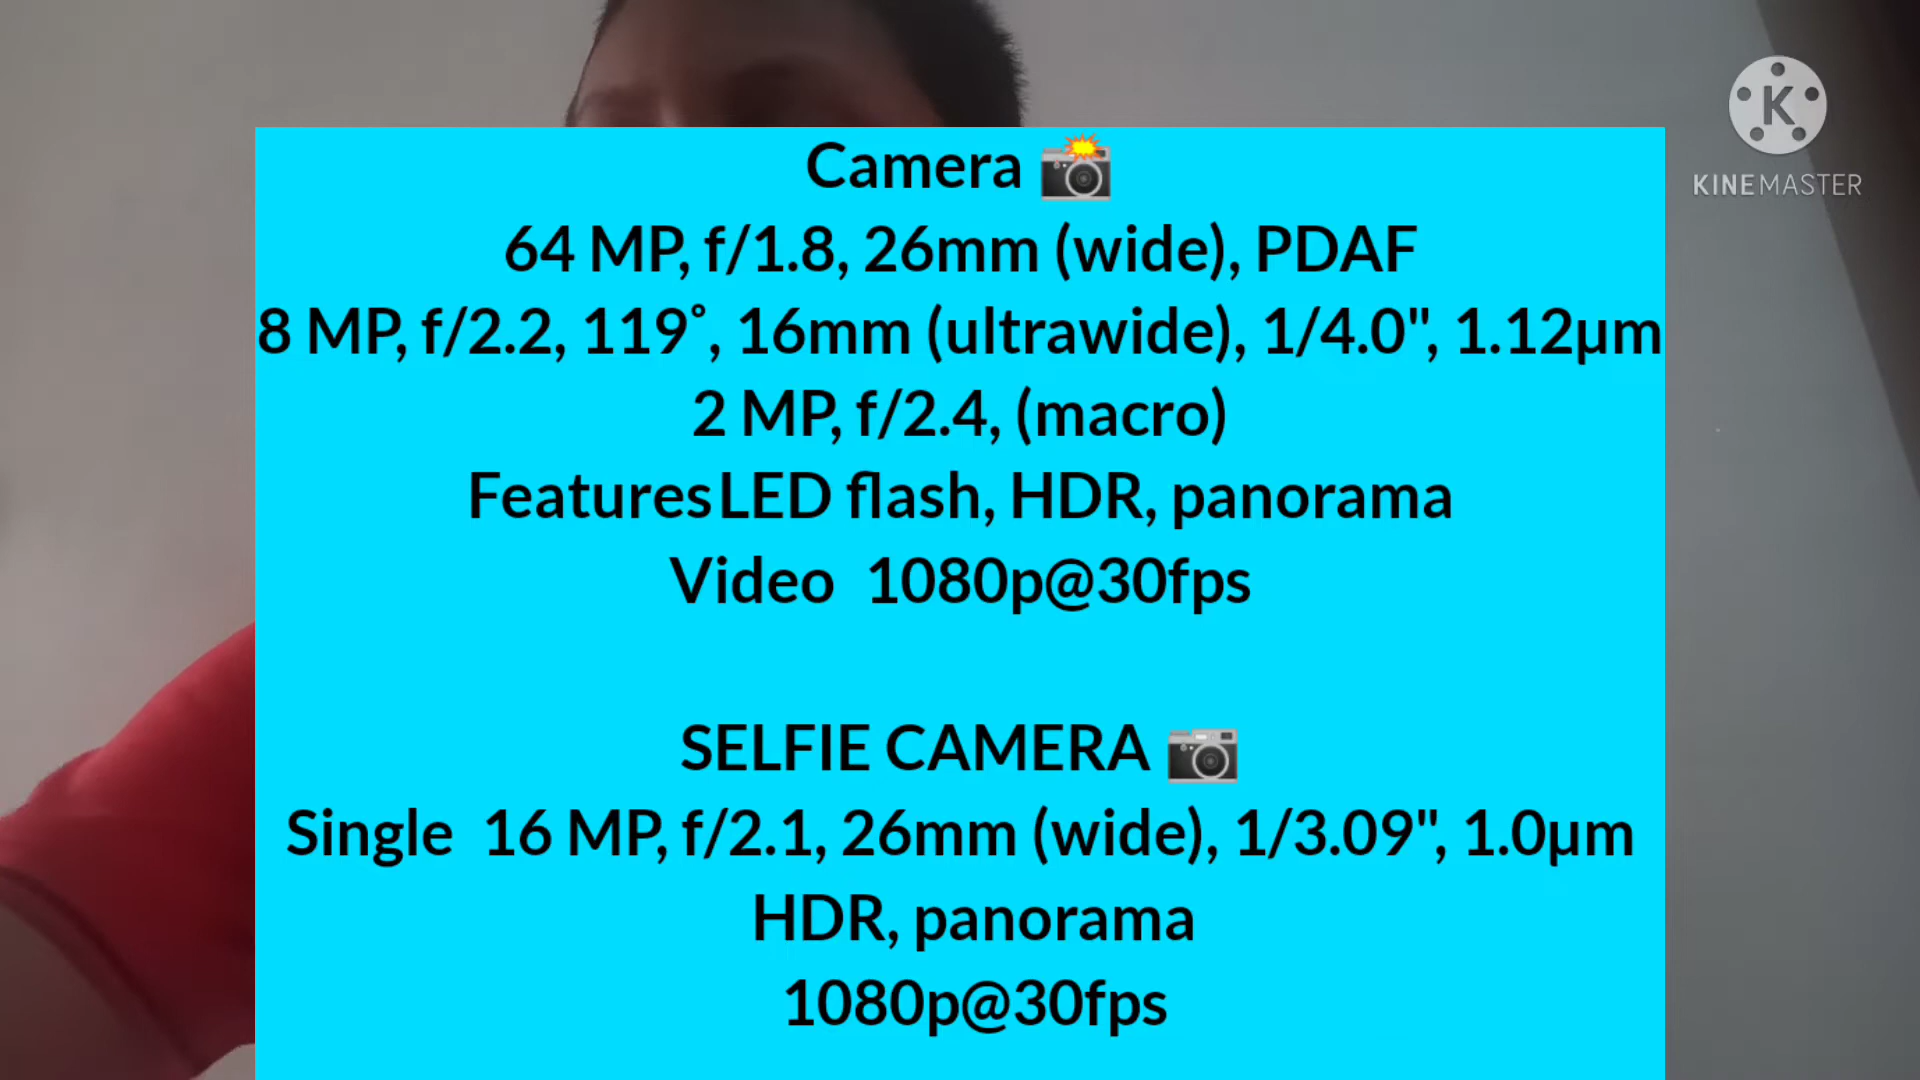 Camera 📸
64 MP, f/1.8, 26mm (wide), PDAF
8 MP, f/2.2, 119˚, 16mm (ultrawide), 1/4.0", 1.12µm
2 MP, f/2.4, (macro)
Features LED flash, HDR, panorama
Video 1080p@30fps
SELFIE CAMERA 📷
Single 16 MP, f/2.1, 26mm (wide), 1/3.09", 1.0µm
HDR, panorama
1080p@30fps
K
KINEMASTER